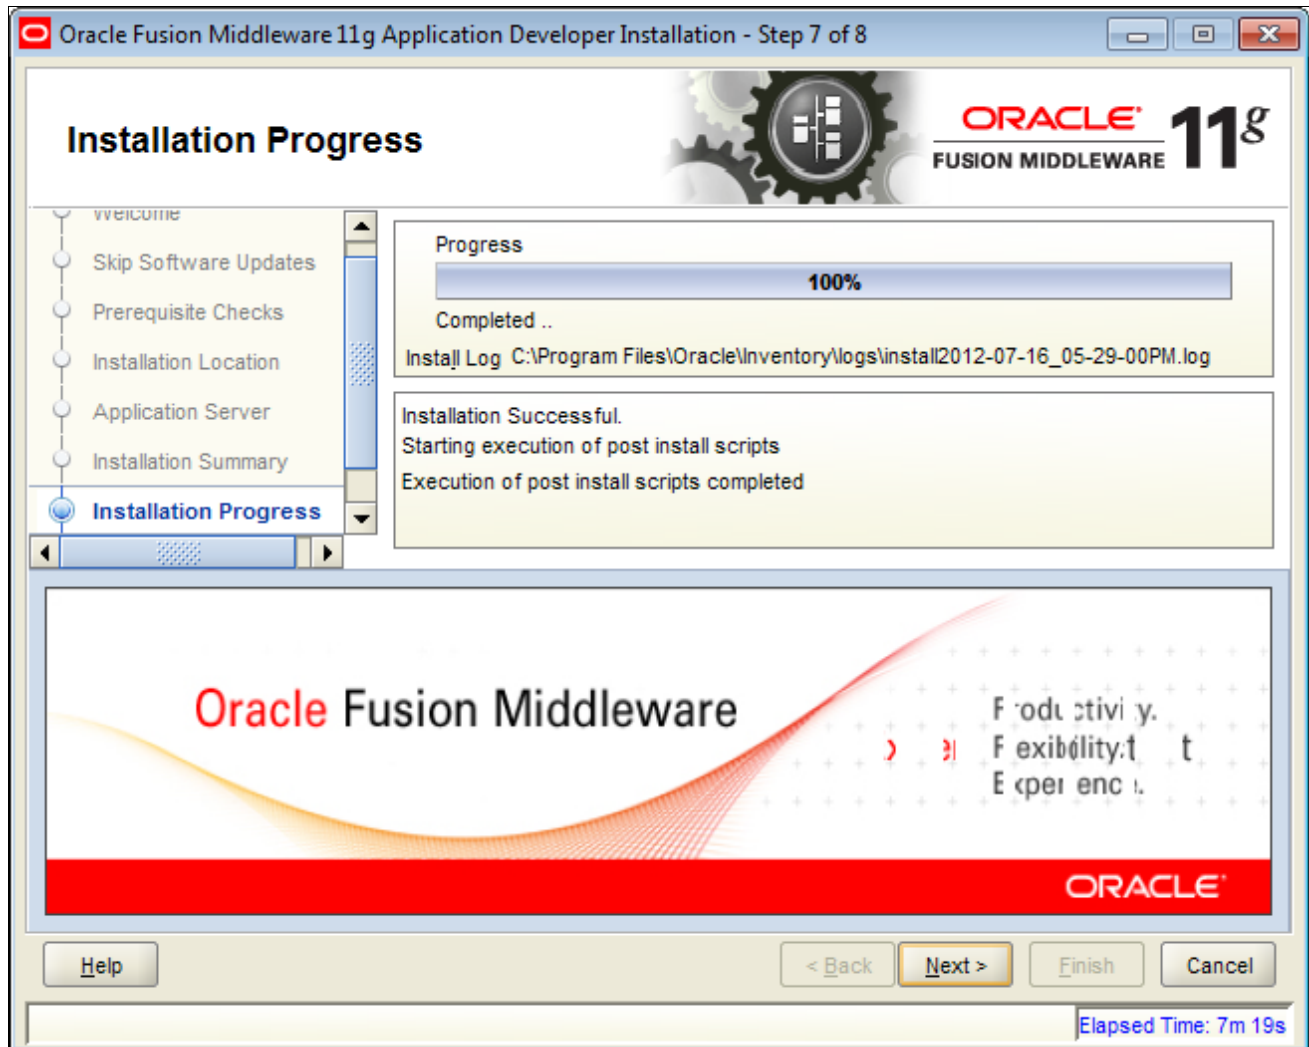 Oracle Fusion Middleware 11g Application Developer Installation - Step 7 of 8
Installation Progress
ORACLE
FUSION MIDDLEWARE 11g
Welcome
Skip Software Updates
Prerequisite Checks
Installation Location
Application Server
Installation Summary
Installation Progress
Progress
100%
Completed ..
Install Log C:\Program Files\Oracle\Inventory\logs\install2012-07-16_05-29-00PM.log
Installation Successful.
Starting execution of post install scripts
Execution of post install scripts completed
Oracle Fusion Middleware
ORACLE
Help
< Back
Next >
Finish
Cancel
Elapsed Time: 7m 19s